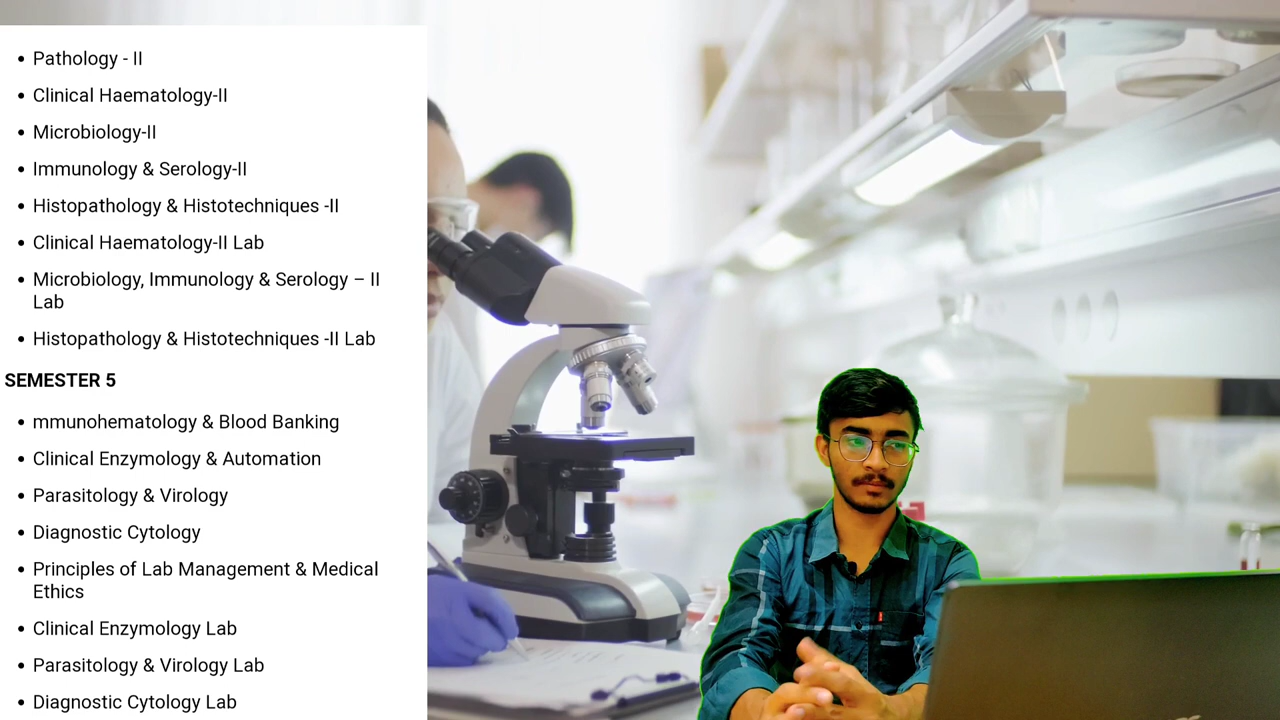 Pathology - II
Clinical Haematology-II
Microbiology-II
Immunology & Serology-II
Histopathology & Histotechniques -II
Clinical Haematology-II Lab
Microbiology, Immunology & Serology – II
Lab
Histopathology & Histotechniques -II Lab
SEMESTER 5
mmunohematology & Blood Banking
Clinical Enzymology & Automation
Parasitology & Virology
Diagnostic Cytology
Principles of Lab Management & Medical
Ethics
Clinical Enzymology Lab
Parasitology & Virology Lab
Diagnostic Cytology Lab